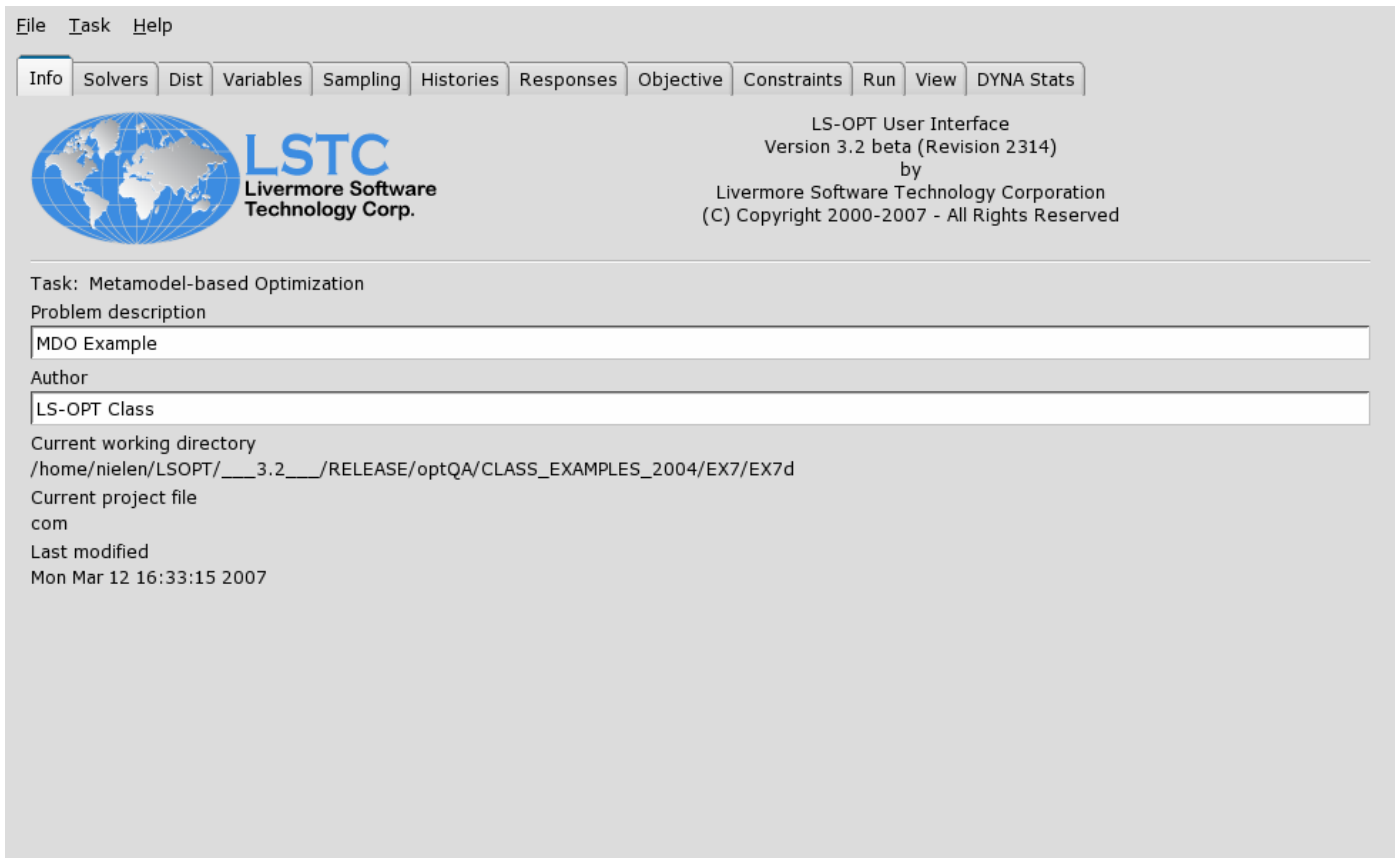 File Task Help
Info Solvers Dist Variables Sampling Histories Responses Objective Constraints Run View DYNA Stats
LSTC
Livermore Software
Technology Corp.
LS-OPT User Interface
Version 3.2 beta (Revision 2314)
by
Livermore Software Technology Corporation
(C) Copyright 2000-2007 - All Rights Reserved
Task: Metamodel-based Optimization
Problem description
MDO Example
Author
LS-OPT Class
Current working directory
/home/nielen/LSOPT/___3.2___/RELEASE/optQA/CLASS_EXAMPLES_2004/EX7/EX7d
Current project file
com
Last modified
Mon Mar 12 16:33:15 2007